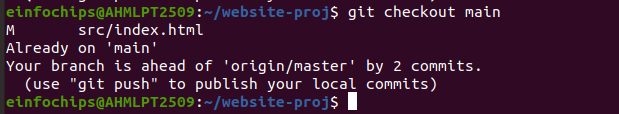 einfochips@AHMLPT2509:~/website-proj$ git checkout main
M       src/index.html
Already on 'main'
Your branch is ahead of 'origin/master' by 2 commits.
  (use "git push" to publish your local commits)
einfochips@AHMLPT2509:~/website-proj$